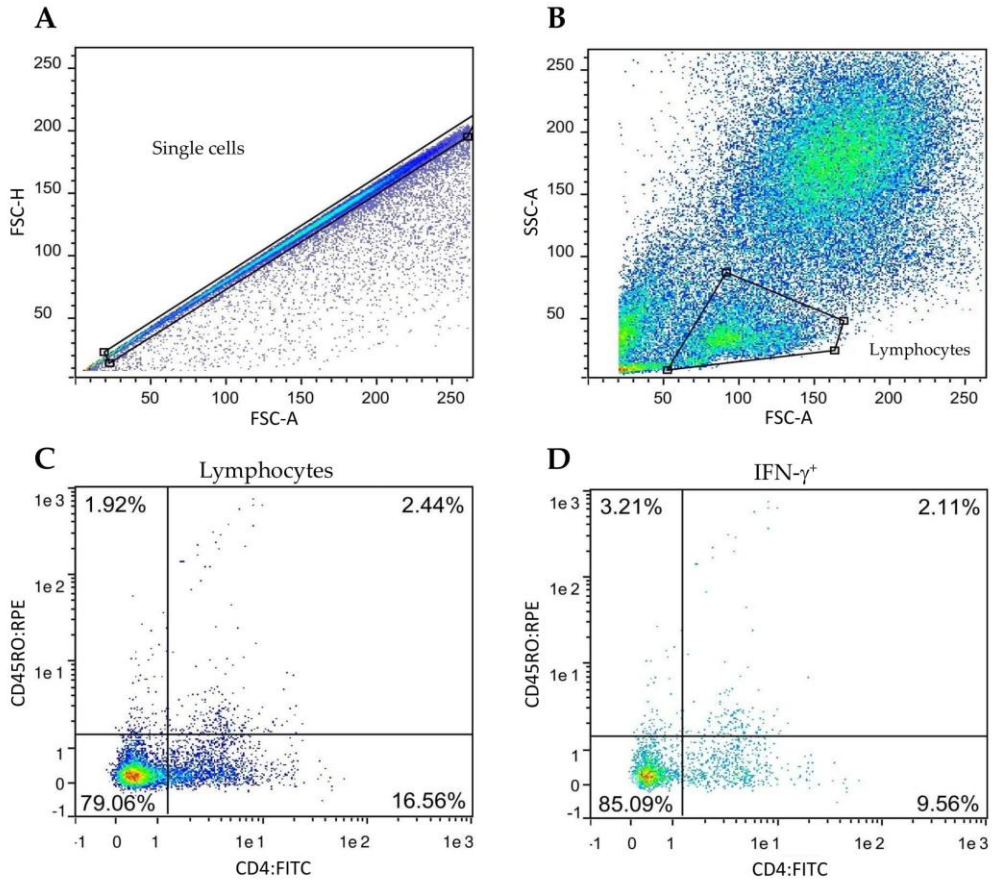 A
250
200
150
100
50
FSC-H
Single cells
50
100
150
200
250
FSC-A
B
250
200
150
100
50
SSC-A
Lymphocytes
50
100
150
200
250
FSC-A
C
Lymphocytes
1e3
1e2
1e1
1
0
-1
CD45RO:RPE
1.92%
2.44%
79.06%
16.56%
-1
0
1
1e1
1e2
1e3
CD4:FITC
D
IFN-γ⁺
1e3
1e2
1e1
1
0
-1
CD45RO:RPE
3.21%
2.11%
85.09%
9.56%
-1
0
1
1e1
1e2
1e3
CD4:FITC